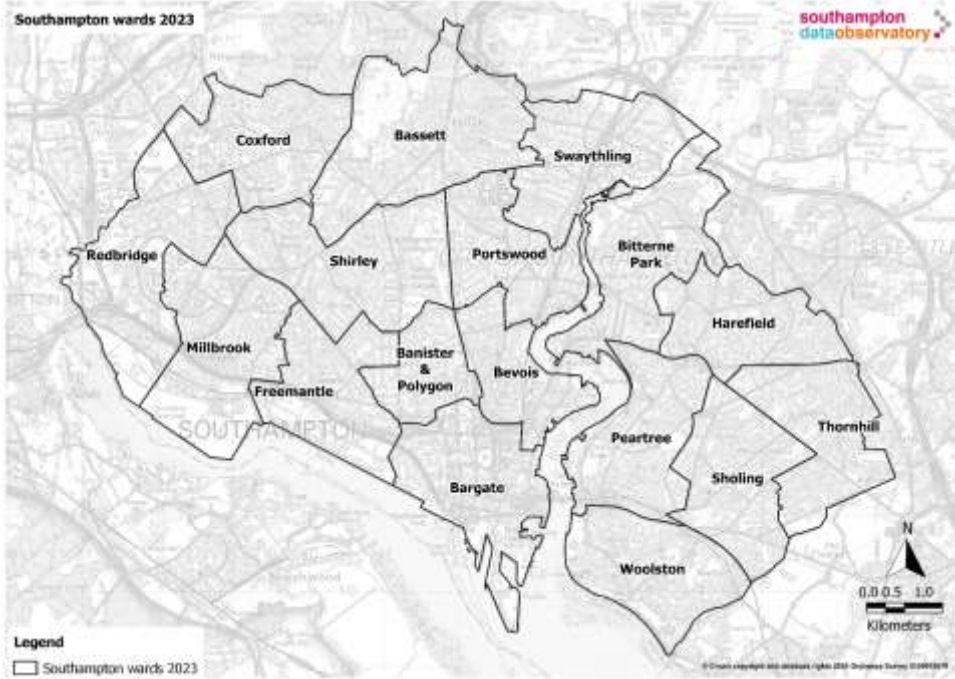 Southampton wards 2023
southampton
dataobservatory
Coxford
Bassett
Swaythling
Redbridge
Shirley
Portswood
Bitterne
Park
Harefield
Millbrook
Banister
&
Polygon
Bevois
Freemantle
Thornhill
SOUTHAMPTON
Peartree
Sholing
Bargate
Woolston
N
0.0 0.5 1.0
Kilometers
Legend
Southampton wards 2023